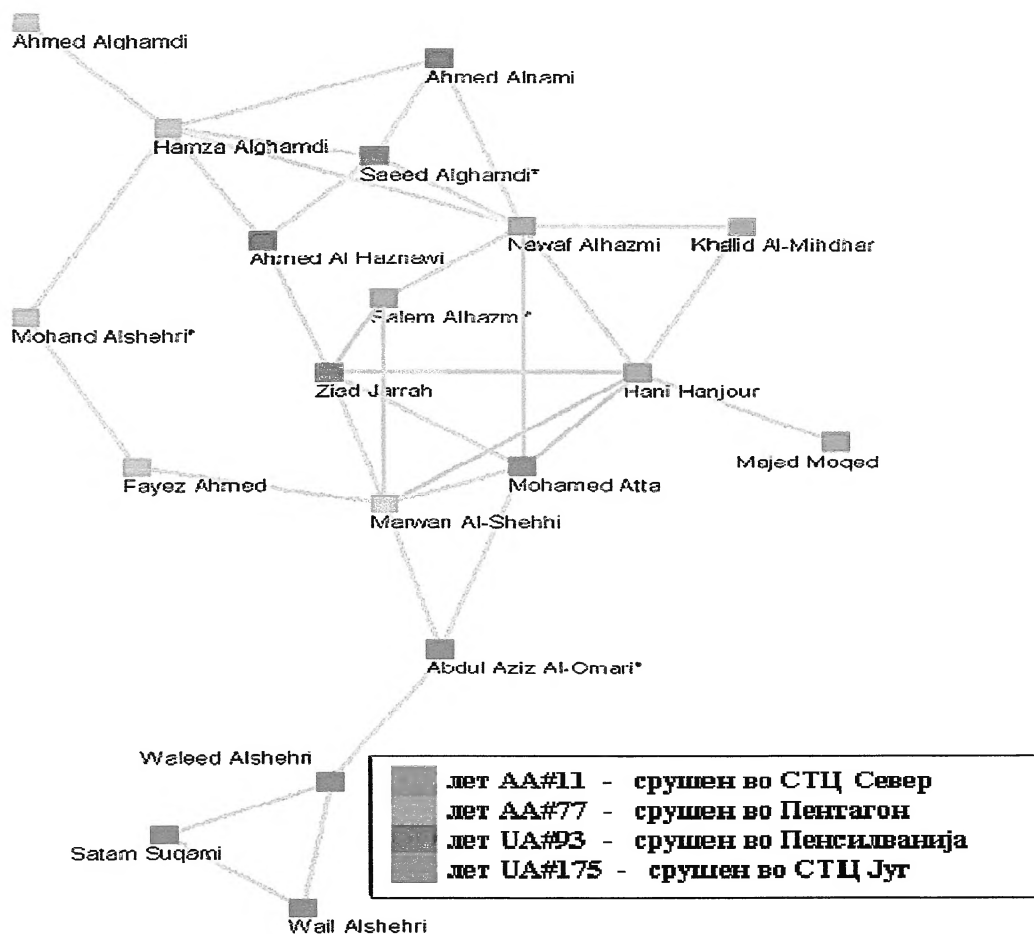 Ahmed Alghamdi
Ahmed Alnami
Hamza Alghamdi
Saeed Alghamdi*
Nawaf Alhazmi
Khalid Al-Mihdhar
Ahmed Al Haznawi
Salem Alhazmi*
Mohand Alshehri*
Ziad Jarrah
Hani Hanjour
Majed Moqed
Fayez Ahmed
Mohamed Atta
Marwan Al-Shehhi
Abdul Aziz Al-Omari*
Waleed Alshehri
Satam Suqami
Wail Alshehri
лет AA#11 - срушен во СТЦ Север
лет AA#77 - срушен во Пентагон
лет UA#93 - срушен во Пенсилванија
лет UA#175 - срушен во СТЦ Југ